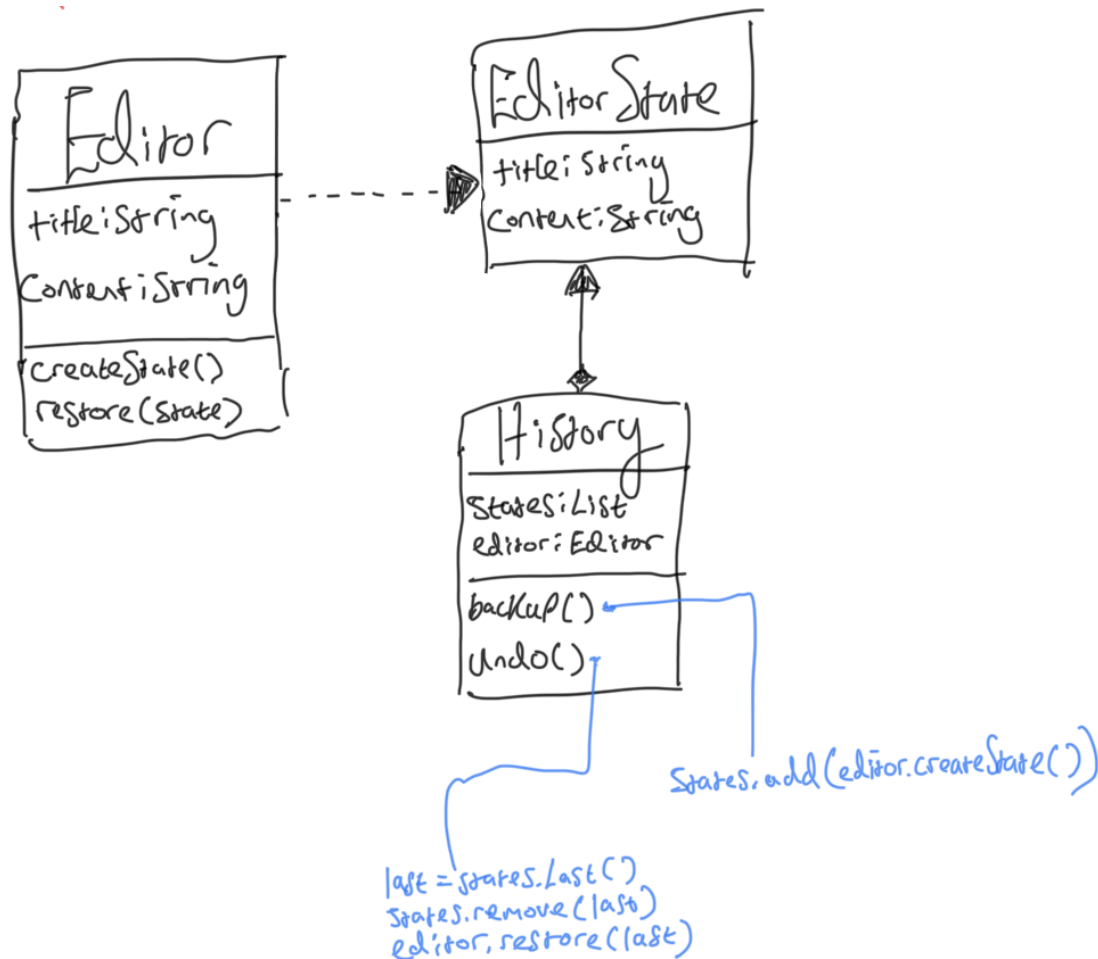 Editor
title:String
Content:String
createState()
restore(state)
EditorState
title:String
Content:String
History
States:List
editor:Editor
backup()
Undo()
States.add(editor.createState())
last = states.Last()
states.remove(last)
editor.restore(last)